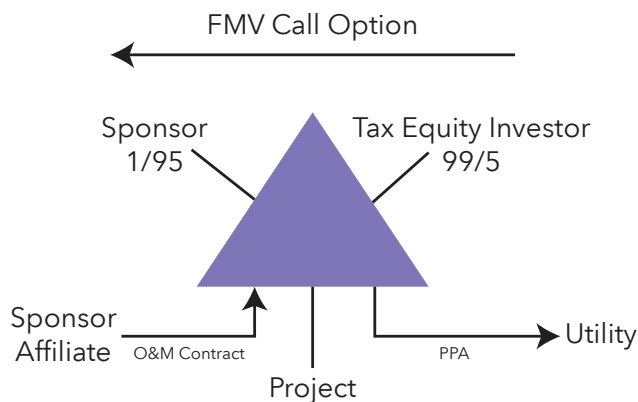 FMV Call Option
Sponsor
1/95
Tax Equity Investor
99/5
Sponsor
Affiliate
O&M Contract
PPA
Utility
Project